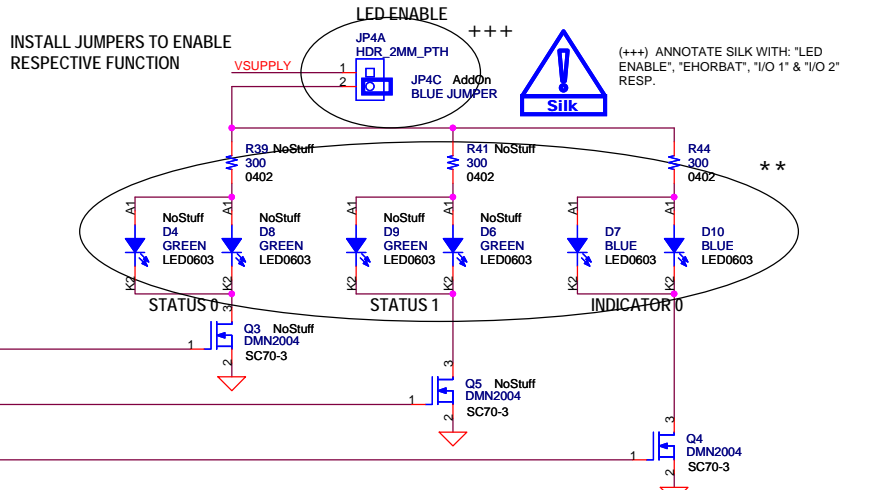 LED ENABLE
+++
INSTALL JUMPERS TO ENABLE
RESPECTIVE FUNCTION
JP4A
HDR_2MM_PTH
VSUPPLY
1
2
JP4C AddOn
BLUE JUMPER
Silk
(+++) ANNOTATE SILK WITH: "LED
ENABLE", "EHORBAT", "I/O 1" & "I/O 2"
RESP.
R39 NoStuff
300
0402
R41 NoStuff
300
0402
R44
300
0402
**
A1
A1
NoStuff
D4
GREEN
LED0603
NoStuff
D8
GREEN
LED0603
K2
K2
A1
A1
NoStuff
D9
GREEN
LED0603
NoStuff
D6
GREEN
LED0603
K2
K2
A1
A1
D7
BLUE
LED0603
D10
BLUE
LED0603
K2
K2
STATUS 0
STATUS 1
INDICATOR 0
3
1
2
Q3 NoStuff
DMN2004
SC70-3
3
1
2
Q5 NoStuff
DMN2004
SC70-3
3
1
2
Q4
DMN2004
SC70-3